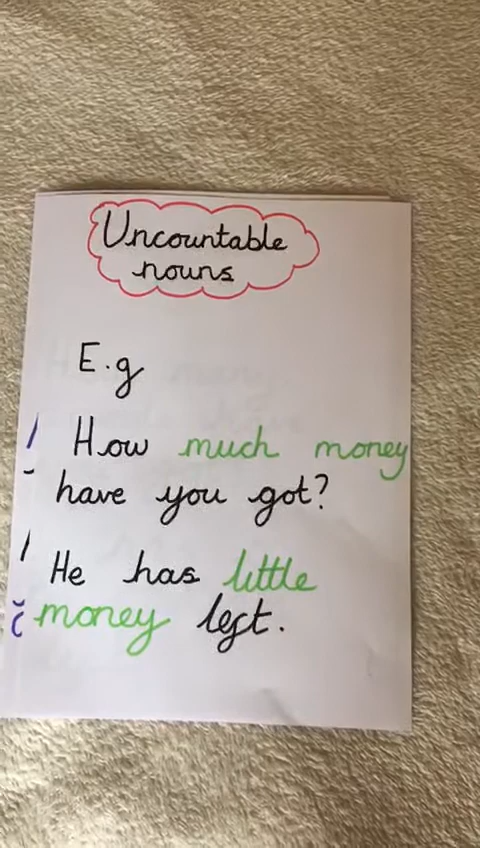 Uncountable
nouns
E.g
How much money
have you got?
He has little
money left.